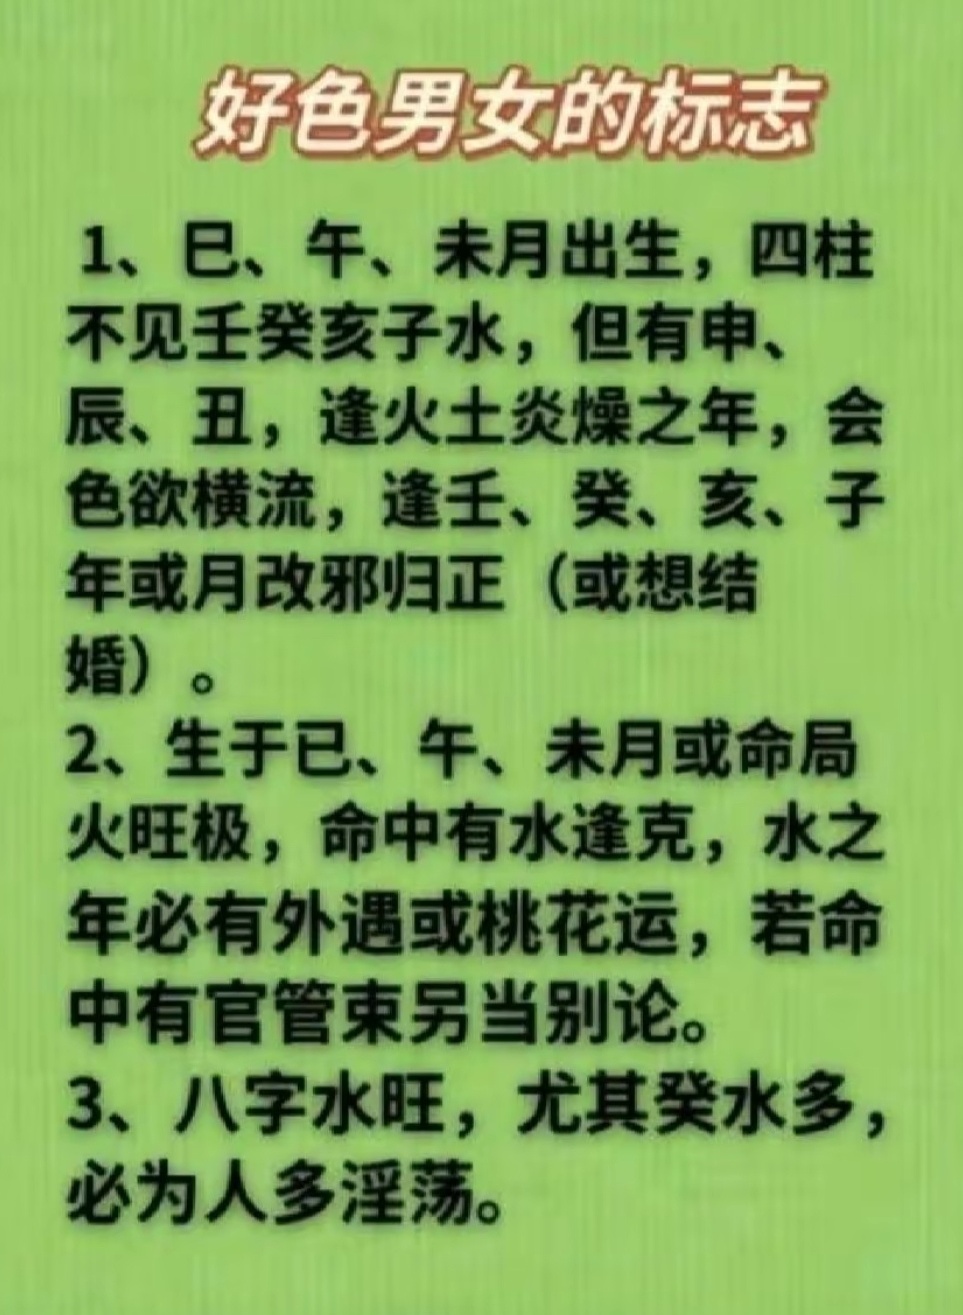 好色男女的标志
1、巳、午、未月出生，四柱
不见壬癸亥子水，但有申、
辰、丑，逢火土炎燥之年，会
色欲横流，逢壬、癸、亥、子
年或月改邪归正（或想结
婚）。
2、生于已、午、未月或命局
火旺极，命中有水逢克，水之
年必有外遇或桃花运，若命
中有官管束另当别论。
3、八字水旺，尤其癸水多，
必为人多淫荡。